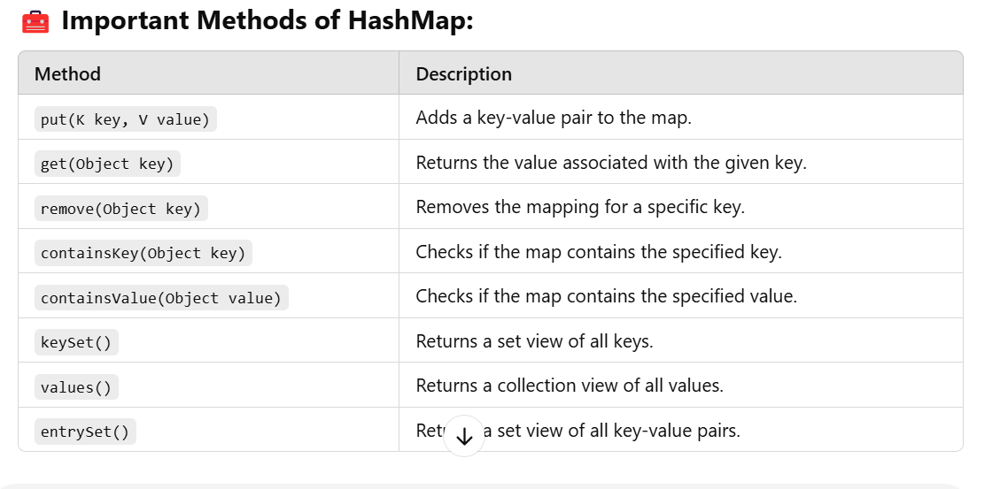 Important Methods of HashMap:
Method Description
put(K key, V value) Adds a key-value pair to the map.
get(Object key) Returns the value associated with the given key.
remove(Object key) Removes the mapping for a specific key.
containsKey(Object key) Checks if the map contains the specified key.
containsValue(Object value) Checks if the map contains the specified value.
keySet() Returns a set view of all keys.
values() Returns a collection view of all values.
entrySet() a set view of all key-value pairs.